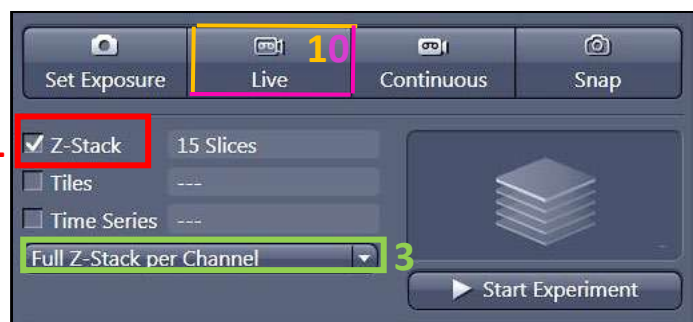 Set Exposure Live 10 Continuous Snap
Z-Stack 15 Slices
Tiles ---
Time Series ---
Full Z-Stack per Channel 3
Start Experiment